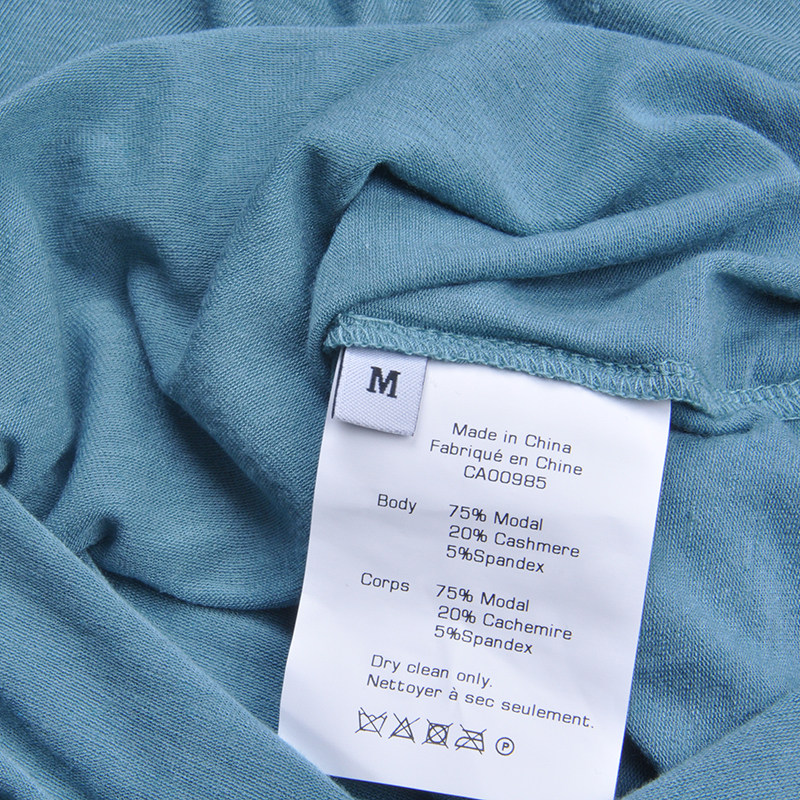 M
Made in China
Fabriqué en Chine
CA00985
Body 75% Modal
20% Cashmere
5%Spandex
Corps 75% Modal
20% Cachemire
5%Spandex
Dry clean only.
Nettoyer à sec seulement.
P